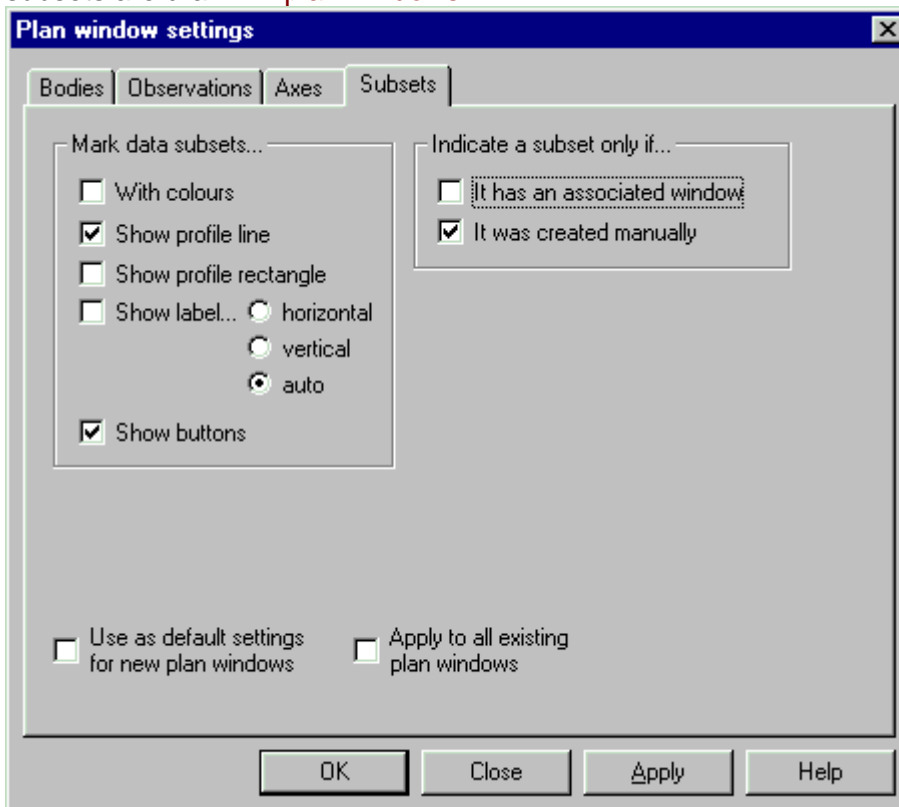 Plan window settings
Bodies Observations Axes Subsets
Mark data subsets...
With colours
Show profile line
Show profile rectangle
Show label... horizontal
vertical
auto
Show buttons
Indicate a subset only if...
It has an associated window
It was created manually
Use as default settings
for new plan windows
Apply to all existing
plan windows
OK Close Apply Help